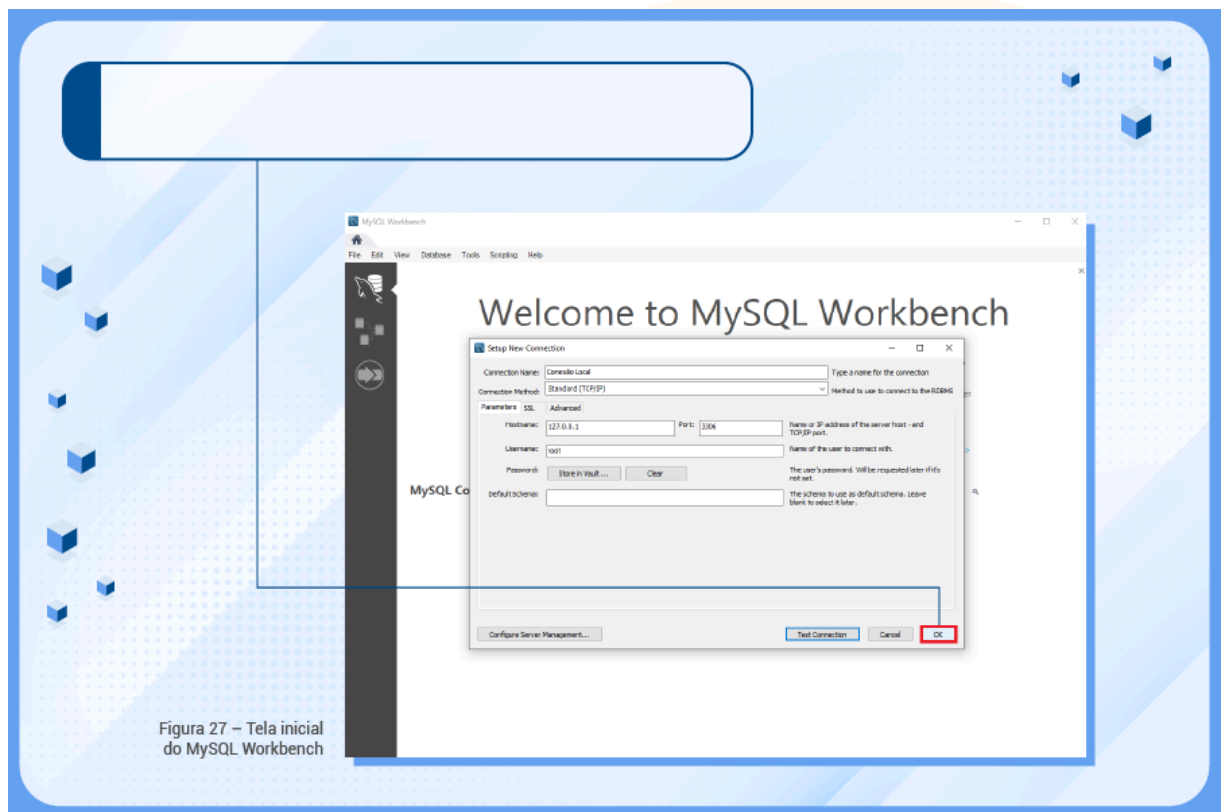 MySQL Workbench
File Edit View Database Tools Scripting Help
Welcome to MySQL Workbench
Setup New Connection
Connection Name: Conexão Local Type a name for the connection
Connection Method: Standard (TCP/IP) Method to use to connect to the RDBMS
Parameters SSL Advanced
Hostname: 127.0.0.1 Port: 3306 Name or IP address of the server host - and
TCP/IP port.
Username: root Name of the user to connect with.
Password: Store in Vault ... Clear The user's password. Will be requested later if it's
not set.
MySQL Co
Default Schema: The schema to use as default schema. Leave
blank to select it later.
Configure Server Management... Test Connection Cancel OK
Figura 27 – Tela inicial
do MySQL Workbench